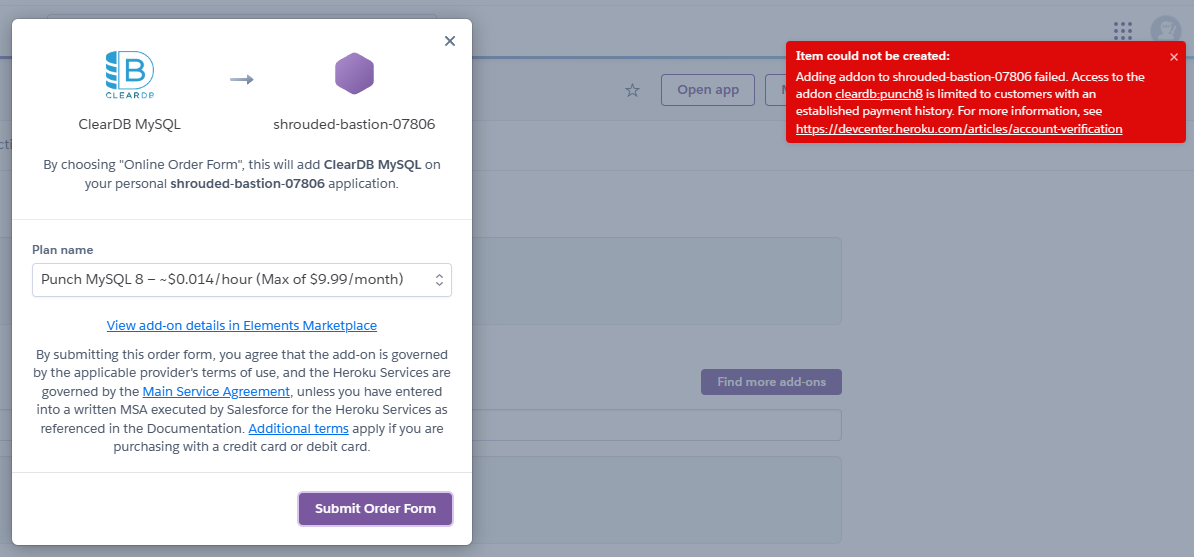 B
CLEARDB
ClearDB MySQL
shrouded-bastion-07806
By choosing "Online Order Form", this will add ClearDB MySQL on
your personal shrouded-bastion-07806 application.
Plan name
Punch MySQL 8 – ~$0.014/hour (Max of $9.99/month)
View add-on details in Elements Marketplace
By submitting this order form, you agree that the add-on is governed
by the applicable provider's terms of use, and the Heroku Services are
governed by the Main Service Agreement, unless you have entered
into a written MSA executed by Salesforce for the Heroku Services as
referenced in the Documentation. Additional terms apply if you are
purchasing with a credit card or debit card.
Submit Order Form
Open app
Item could not be created:
Adding addon to shrouded-bastion-07806 failed. Access to the
addon cleardb:punch8 is limited to customers with an
established payment history. For more information, see
https://devcenter.heroku.com/articles/account-verification
Find more add-ons